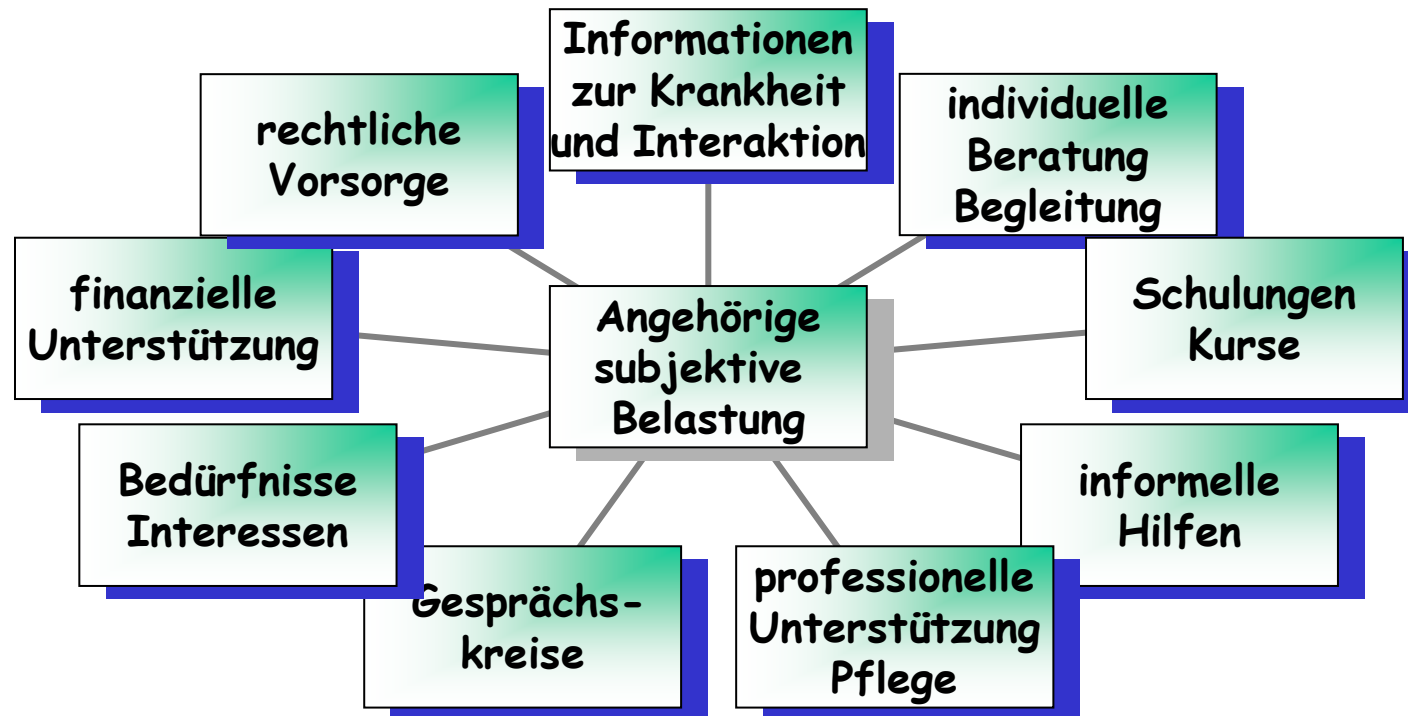 Informationen
zur Krankheit
und Interaktion
individuelle
Beratung
Begleitung
Schulungen
Kurse
informelle
Hilfen
professionelle
Unterstützung
Pflege
Gesprächs-
kreise
Bedürfnisse
Interessen
finanzielle
Unterstützung
rechtliche
Vorsorge
Angehörige
subjektive
Belastung